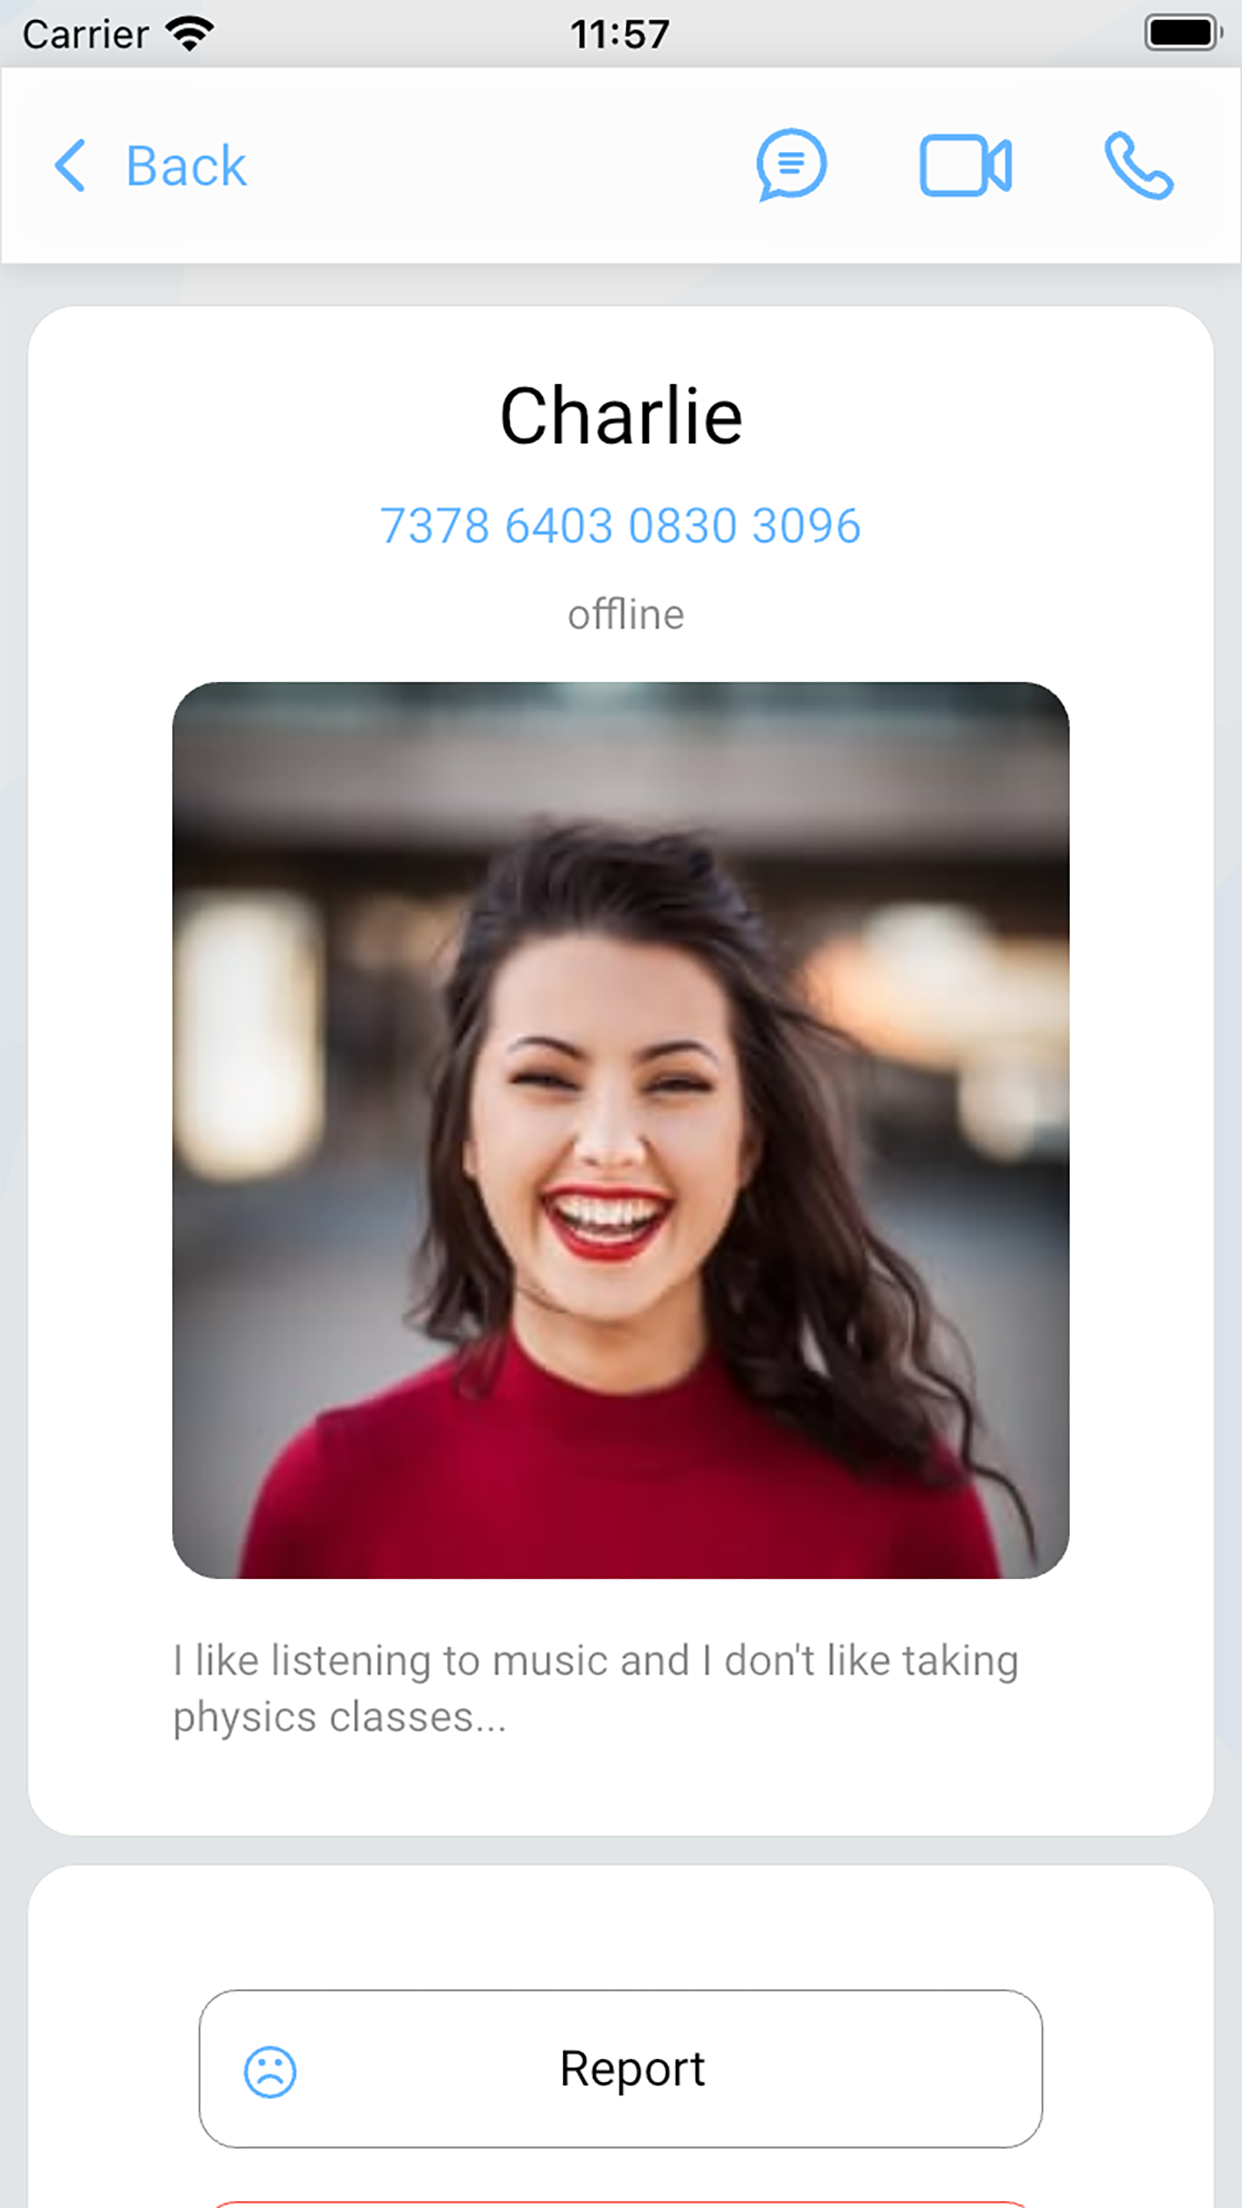 Carrier 11:57
Back
Charlie
7378 6403 0830 3096
offline
I like listening to music and I don't like taking
physics classes...
Report